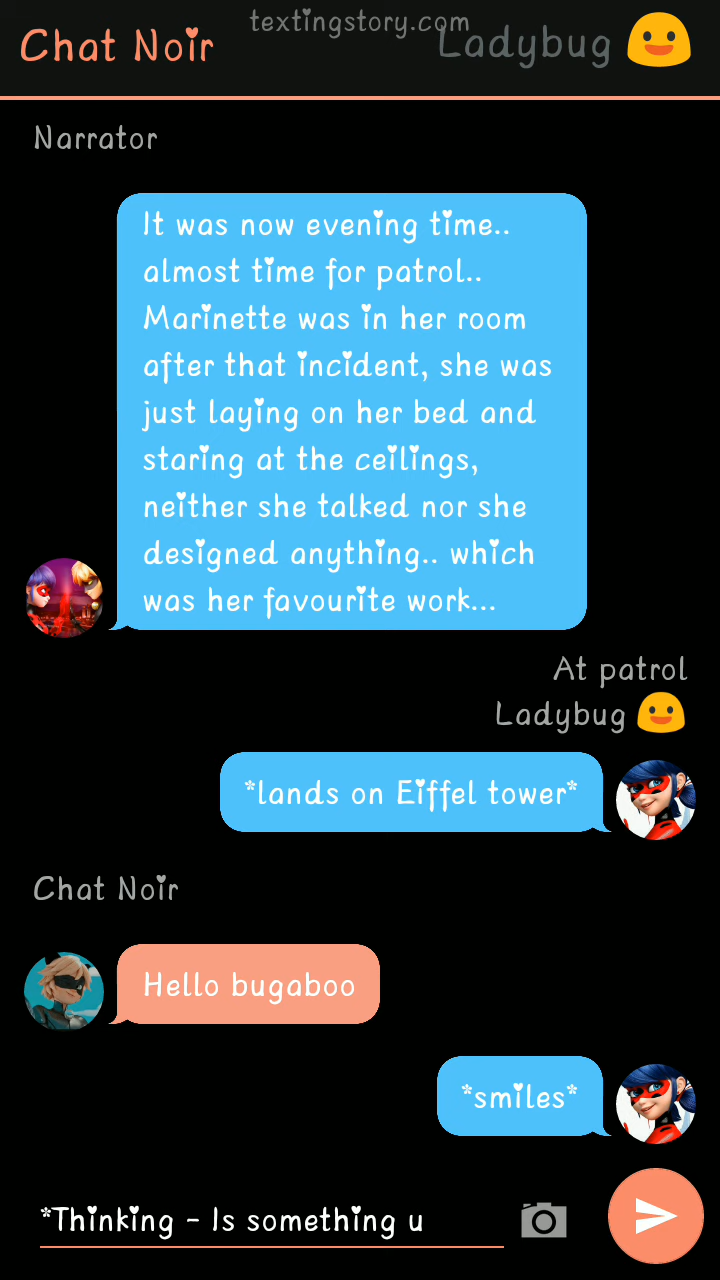 textingstory.com
Chat Noir
Ladybug 😃
Narrator
It was now evening time..
almost time for patrol..
Marinette was in her room
after that incident, she was
just laying on her bed and
staring at the ceilings,
neither she talked nor she
designed anything.. which
was her favourite work...
At patrol
Ladybug 😃
*lands on Eiffel tower*
Chat Noir
Hello bugaboo
*smiles*
*Thinking - Is something u